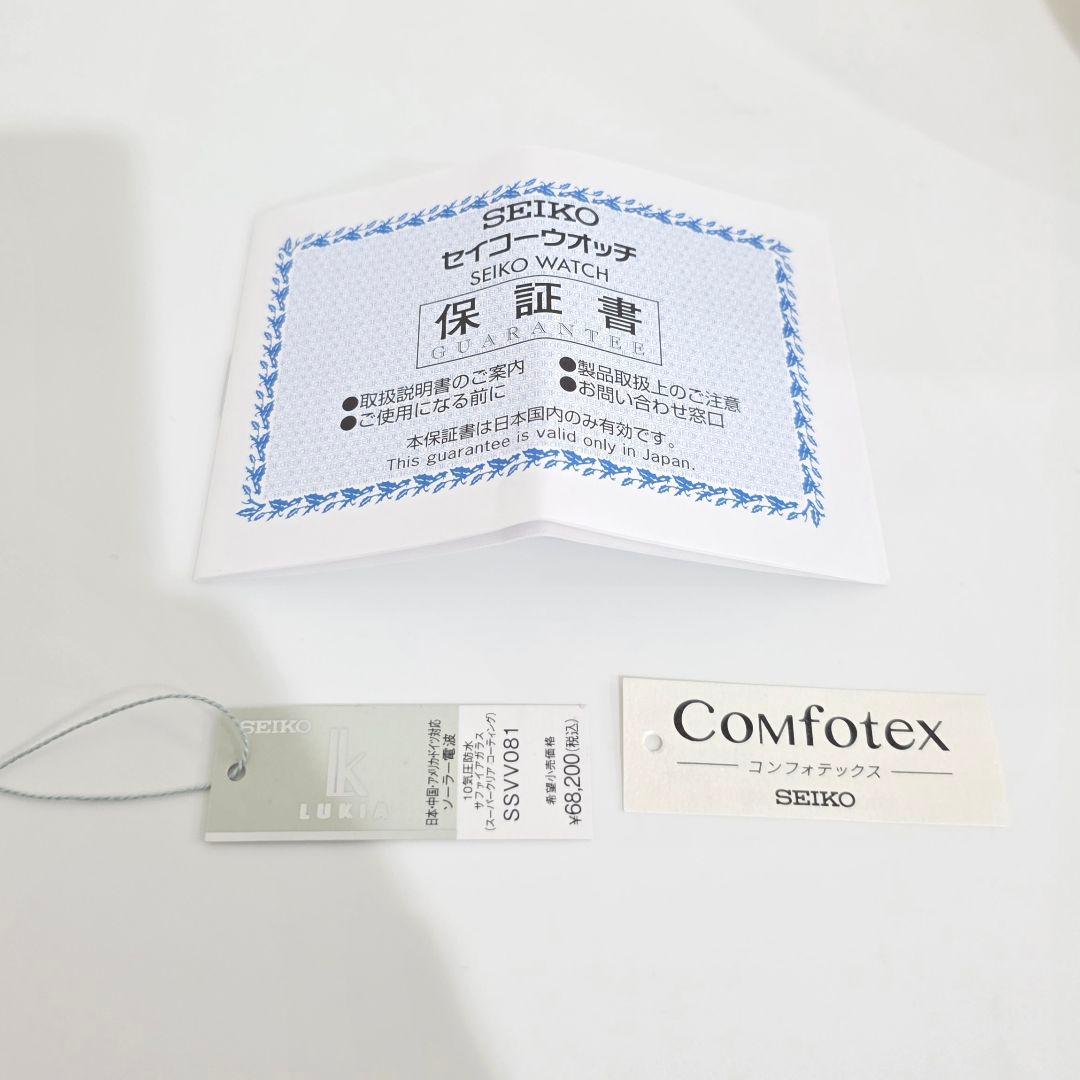 SEIKO
セイコーウオッチ
SEIKO WATCH
保証書
GUARANTEE
●取扱説明書のご案内
●ご使用になる前に
●製品取扱上のご注意
●お問い合わせ窓口
本保証書は日本国内のみ有効です。
This guarantee is valid only in Japan.
SEIKO
LK
LUKIA
日本・中国・アメリカ・ドイツ対応
ソーラー電波
10気圧防水
サファイアガラス
(スーパークリアコーティング)
SSVV081
希望小売価格
¥68,200(税込)
COMfOTEX
コンフォテックス
SEIKO